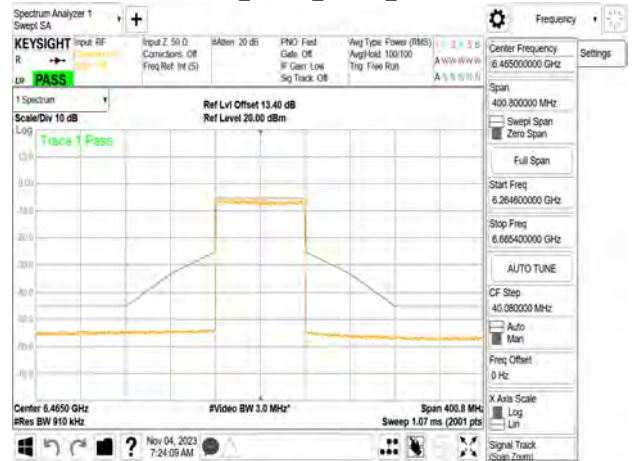 Spectrum Analyzer 1
Swept SA
+
Frequency
KEYSIGHT
Input: RF
Input Z: 50 Ω
#Atten: 20 dB
PNO: Fast
Avg Type: Power (RMS)
R
Corrections: Off
Gate: Off
Avg|Hold: 100/100
Freq Ref: Int (S)
IF Gain: Low
Trig: Free Run
Sig Track: Off
PASS
Center Frequency
6.465000000 GHz
Settings
Span
400.800000 MHz
Swept Span
Zero Span
Full Span
Start Freq
6.264600000 GHz
Stop Freq
6.665400000 GHz
AUTO TUNE
CF Step
40.080000 MHz
Auto
Man
Freq Offset
0 Hz
X Axis Scale
Log
Lin
Signal Track
(Span Zoom)
1 Spectrum
Scale/Div 10 dB
Ref Lvl Offset 13.40 dB
Ref Level 20.00 dBm
Log
Trace 1 Pass
Center 6.4650 GHz
#Video BW 3.0 MHz*
Span 400.8 MHz
#Res BW 910 kHz
Sweep 1.07 ms (2001 pts
?
Nov 04, 2023
7:24:09 AM